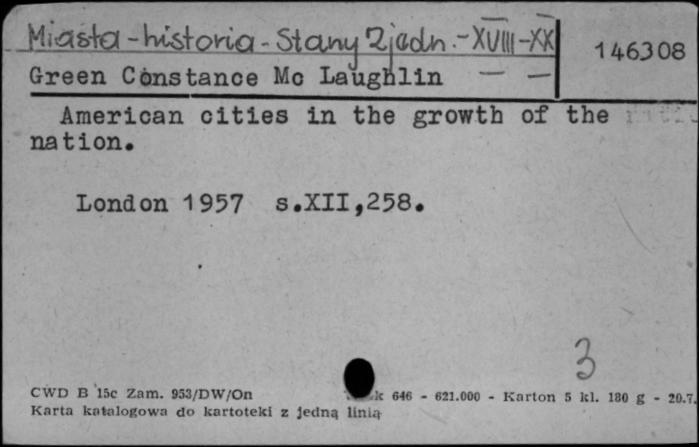 Miasta - historia - Stany Zjedn. - XVIII - XX
146308
Green Constance Mc Laughlin
American cities in the growth of the
nation.
London 1957 s.XII,258.
3
CWD B 15c Zam. 953/DW/On 646 - 621.000 - Karton 5 kl. 180 g - 20.7.
Karta katalogowa do kartoteki z jedną linią